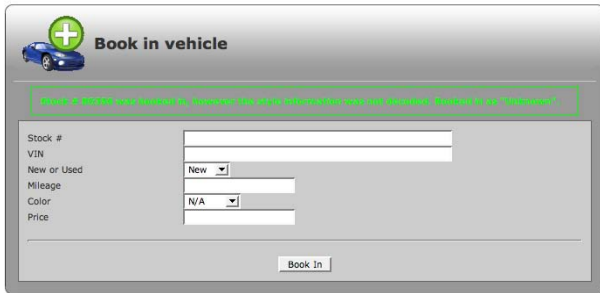 Book in vehicle
Stock # was booked in, however the style information was not decoded. Booked in as "Unknown".
Stock #
VIN
New or Used New
Mileage
Color N/A
Price
Book In